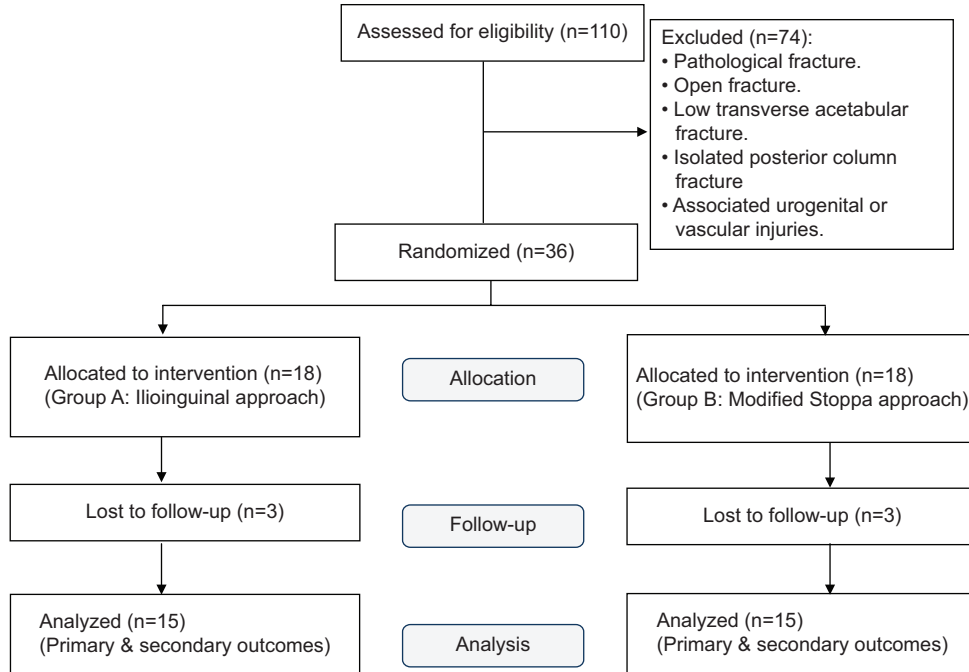 Assessed for eligibility (n=110)
Excluded (n=74):
• Pathological fracture.
• Open fracture.
• Low transverse acetabular
fracture.
• Isolated posterior column
fracture
• Associated urogenital or
vascular injuries.
Randomized (n=36)
Allocated to intervention (n=18)
(Group A: Ilioinguinal approach)
Allocation
Allocated to intervention (n=18)
(Group B: Modified Stoppa approach)
Lost to follow-up (n=3)
Follow-up
Lost to follow-up (n=3)
Analyzed (n=15)
(Primary & secondary outcomes)
Analysis
Analyzed (n=15)
(Primary & secondary outcomes)